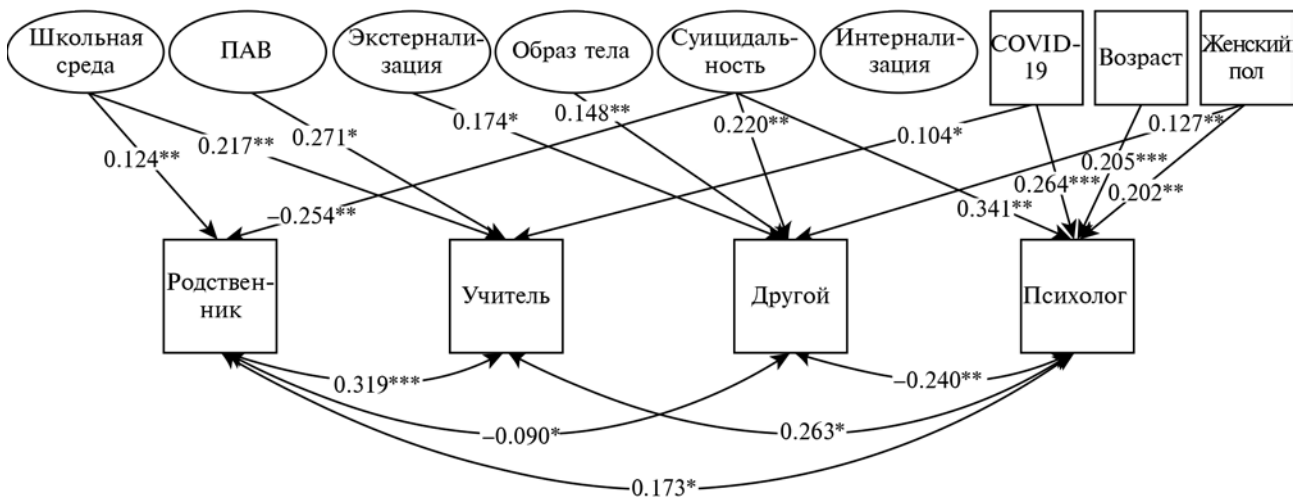 Школьная
среда
ПАВ
Экстернали-
зация
Образ тела
Суицидаль-
ность
Интернали-
зация
COVID-
19
Возраст
Женский
пол
0.124**
0.217**
0.271*
0.174*
0.148**
0.220**
0.104*
0.127**
0.205***
0.264***
0.202**
–0.254**
0.341**
Родствен-
ник
Учитель
Другой
Психолог
0.319***
–0.240**
–0.090*
0.263*
0.173*